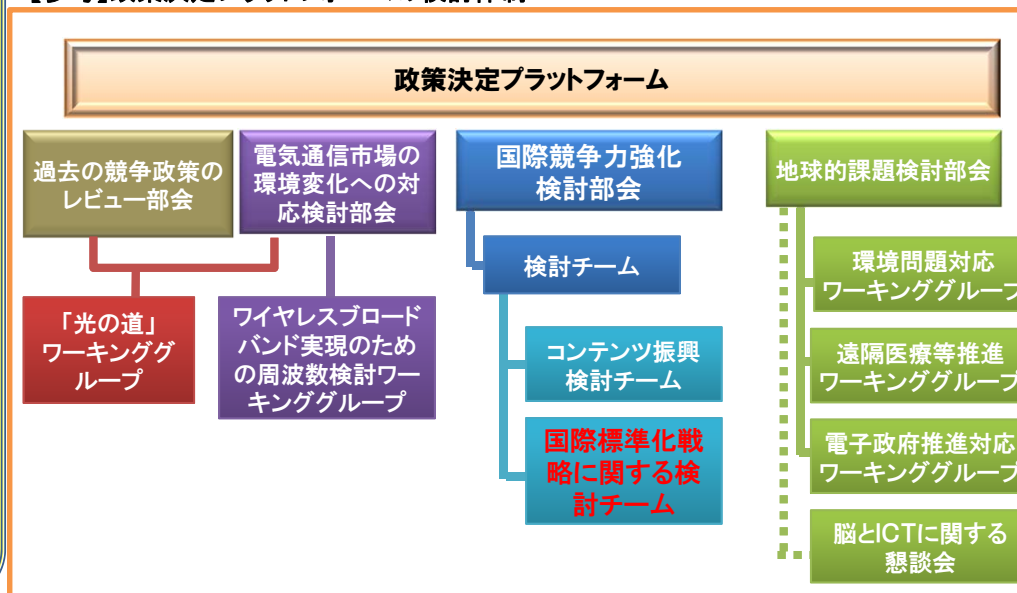 政策決定プラットフォーム
過去の競争政策の
レビュー部会
電気通信市場の
環境変化への対
応検討部会
国際競争力強化
検討部会
地球的課題検討部会
検討チーム
環境問題対応
ワーキンググループ
「光の道」
ワーキンググ
ループ
ワイヤレスブロード
バンド実現のため
の周波数検討ワー
キンググループ
コンテンツ振興
検討チーム
遠隔医療等推進
ワーキンググループ
国際標準化戦
略に関する検
討チーム
電子政府推進対応
ワーキンググループ
脳とICTに関する
懇談会